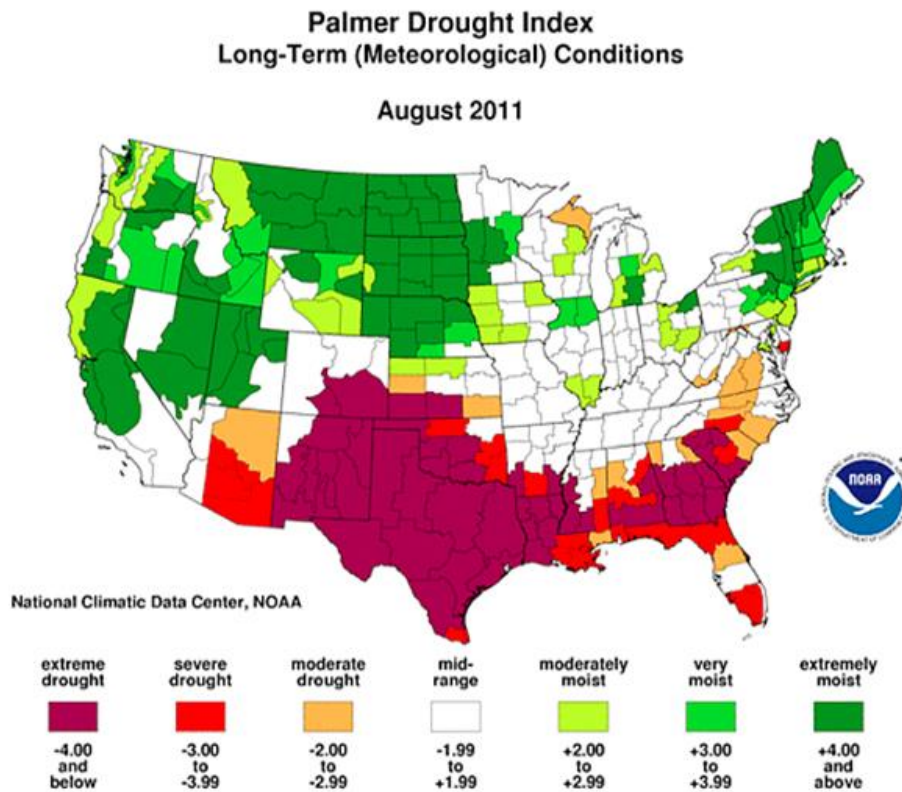 Palmer Drought Index
Long-Term (Meteorological) Conditions
August 2011
NOAA
National Climatic Data Center, NOAA
extreme drought
severe drought
moderate drought
mid-range
moderately moist
very moist
extremely moist
-4.00 and below
-3.00 to -3.99
-2.00 to -2.99
-1.99 to +1.99
+2.00 to +2.99
+3.00 to +3.99
+4.00 and above